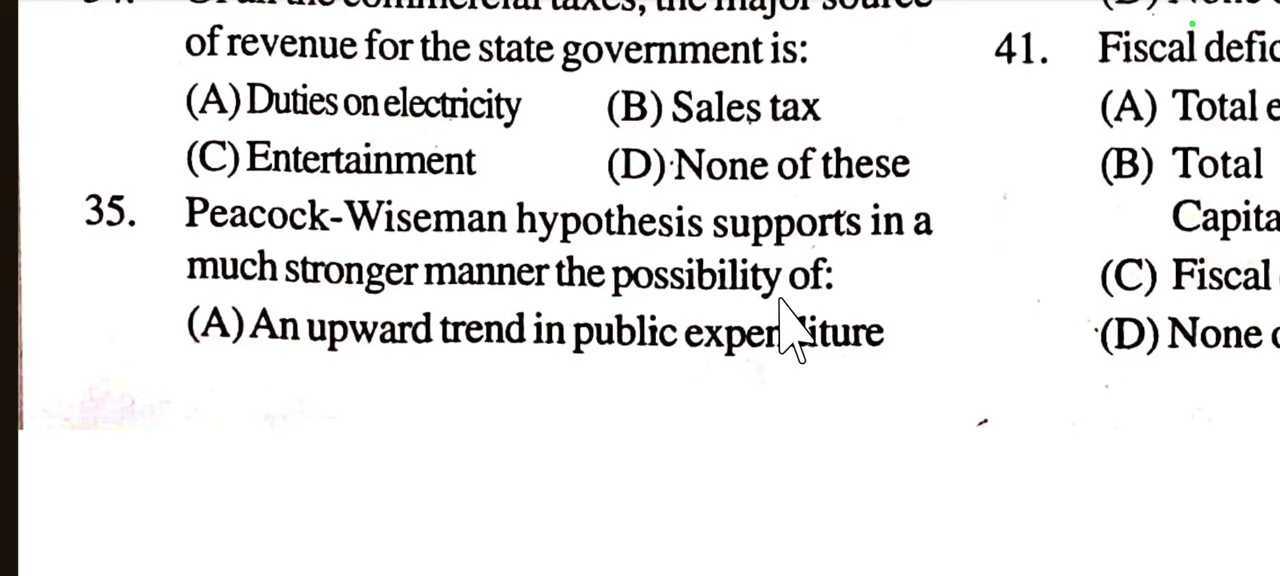 of revenue for the state government is:
(A) Duties on electricity (B) Sales tax
(C) Entertainment (D) None of these
35. Peacock-Wiseman hypothesis supports in a
much stronger manner the possibility of:
(A) An upward trend in public expenditure
41. Fiscal
(A) Total
(B) Total
(C) Fiscal
(D) None